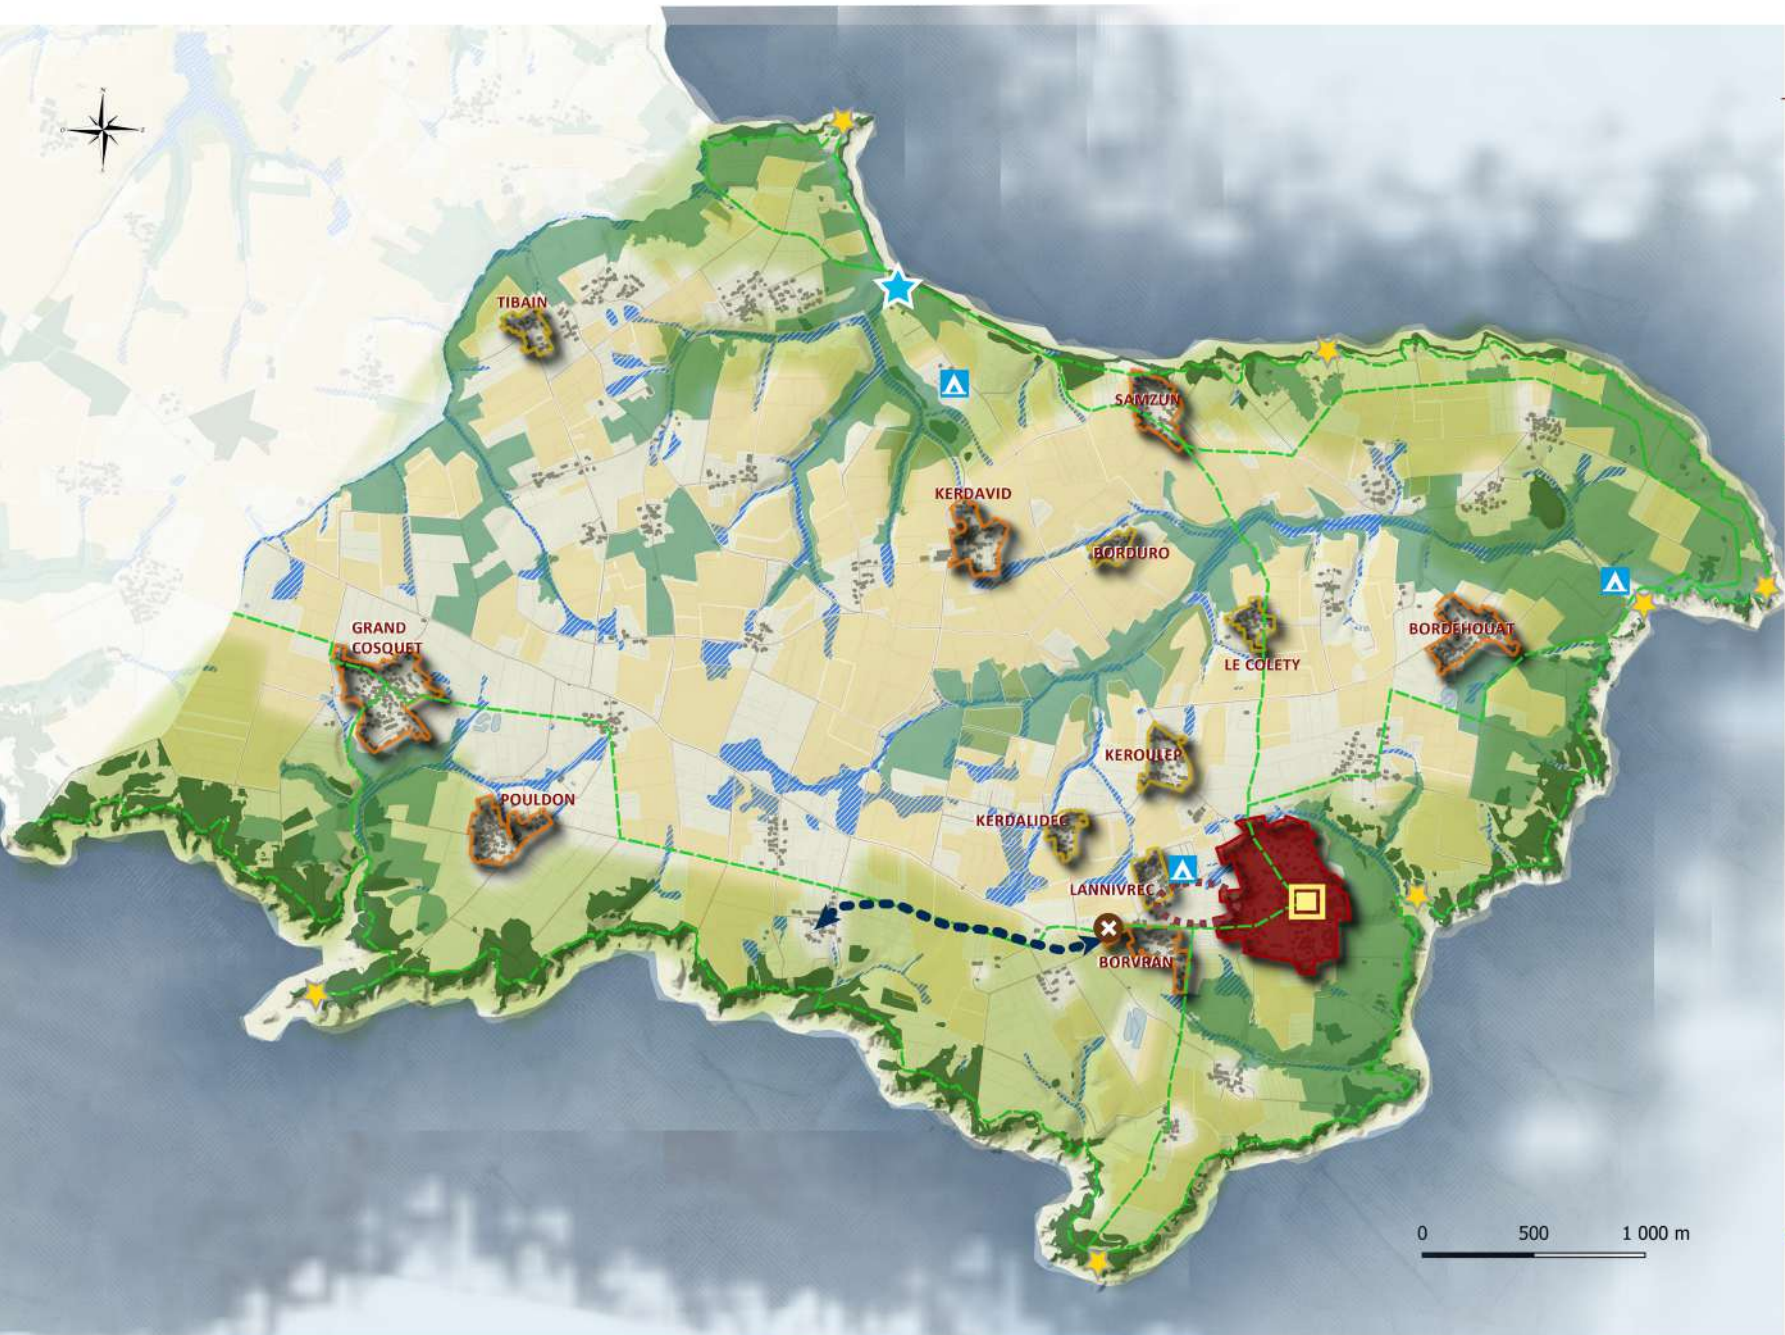 N
TIBAIN
SAMZUN
KERDAVID
BORDURO
GRAND
COSQUET
BORDEHOUAT
LE COLETY
KEROULEP
POULDON
KERDALIDEC
LANNIVREC
BORVRAN
0 500 1 000 m